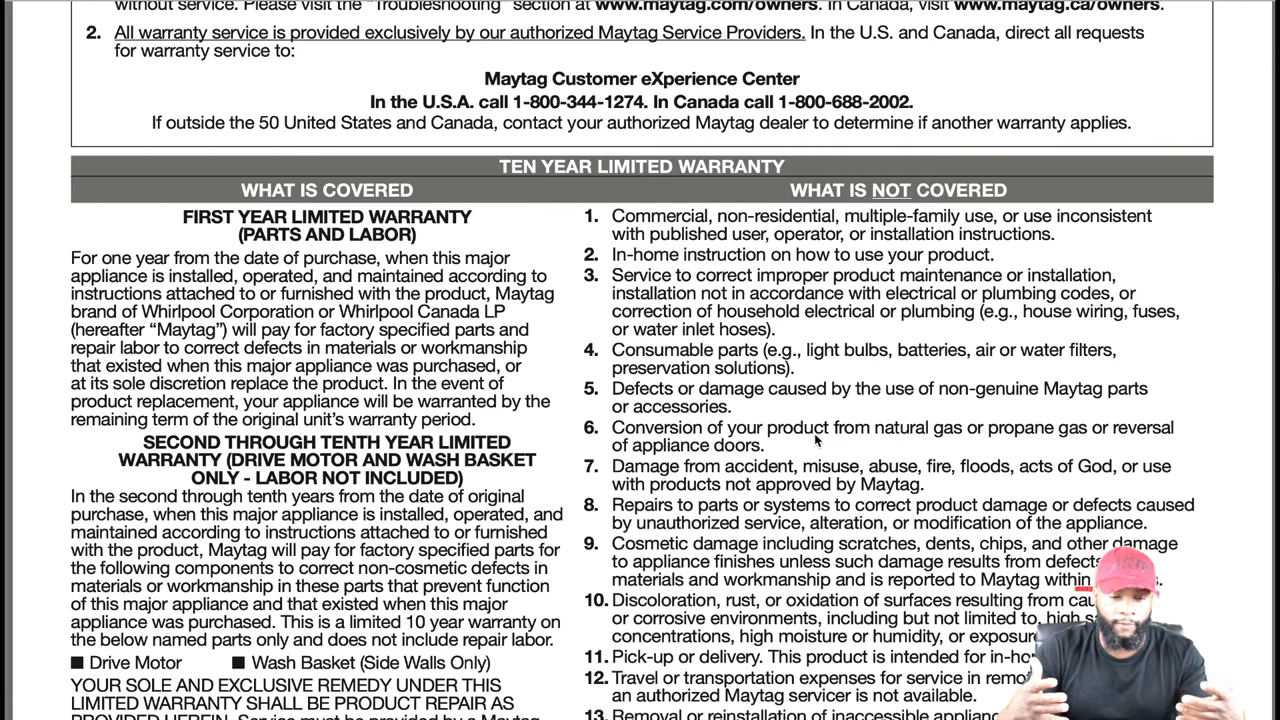 without service. Please visit the "Troubleshooting" section at www.maytag.com/owners. In Canada, visit www.maytag.ca/owners.
2. All warranty service is provided exclusively by our authorized Maytag Service Providers. In the U.S. and Canada, direct all requests
for warranty service to:
Maytag Customer eXperience Center
In the U.S.A. call 1-800-344-1274. In Canada call 1-800-688-2002.
If outside the 50 United States and Canada, contact your authorized Maytag dealer to determine if another warranty applies.
TEN YEAR LIMITED WARRANTY
WHAT IS COVERED
FIRST YEAR LIMITED WARRANTY
(PARTS AND LABOR)
For one year from the date of purchase, when this major
appliance is installed, operated, and maintained according to
instructions attached to or furnished with the product, Maytag
brand of Whirlpool Corporation or Whirlpool Canada LP
(hereafter “Maytag”) will pay for factory specified parts and
repair labor to correct defects in materials or workmanship
that existed when this major appliance was purchased, or
at its sole discretion replace the product. In the event of
product replacement, your appliance will be warranted by the
remaining term of the original unit’s warranty period.
SECOND THROUGH TENTH YEAR LIMITED
WARRANTY (DRIVE MOTOR AND WASH BASKET
ONLY - LABOR NOT INCLUDED)
In the second through tenth years from the date of original
purchase, when this major appliance is installed, operated, and
maintained according to instructions attached to or furnished
with the product, Maytag will pay for factory specified parts for
the following components to correct non-cosmetic defects in
materials or workmanship in these parts that prevent function
of this major appliance and that existed when this major
appliance was purchased. This is a limited 10 year warranty on
the below named parts only and does not include repair labor.
■ Drive Motor ■ Wash Basket (Side Walls Only)
YOUR SOLE AND EXCLUSIVE REMEDY UNDER THIS
LIMITED WARRANTY SHALL BE PRODUCT REPAIR AS
PROVIDED HEREIN. Service must be provided by a Maytag
WHAT IS NOT COVERED
1. Commercial, non-residential, multiple-family use, or use inconsistent
with published user, operator, or installation instructions.
2. In-home instruction on how to use your product.
3. Service to correct improper product maintenance or installation,
installation not in accordance with electrical or plumbing codes, or
correction of household electrical or plumbing (e.g., house wiring, fuses,
or water inlet hoses).
4. Consumable parts (e.g., light bulbs, batteries, air or water filters,
preservation solutions).
5. Defects or damage caused by the use of non-genuine Maytag parts
or accessories.
6. Conversion of your product from natural gas or propane gas or reversal
of appliance doors.
7. Damage from accident, misuse, abuse, fire, floods, acts of God, or use
with products not approved by Maytag.
8. Repairs to parts or systems to correct product damage or defects caused
by unauthorized service, alteration, or modification of the appliance.
9. Cosmetic damage including scratches, dents, chips, and other damage
to appliance finishes unless such damage results from defects
materials and workmanship and is reported to Maytag within
10. Discoloration, rust, or oxidation of surfaces resulting from
or corrosive environments, including but not limited to, high
concentrations, high moisture or humidity, or
11. Pick-up or delivery. This product is intended for
12. Travel or transportation expenses for service in
an authorized Maytag servicer is not available.
13. Removal or reinstallation of inaccessible